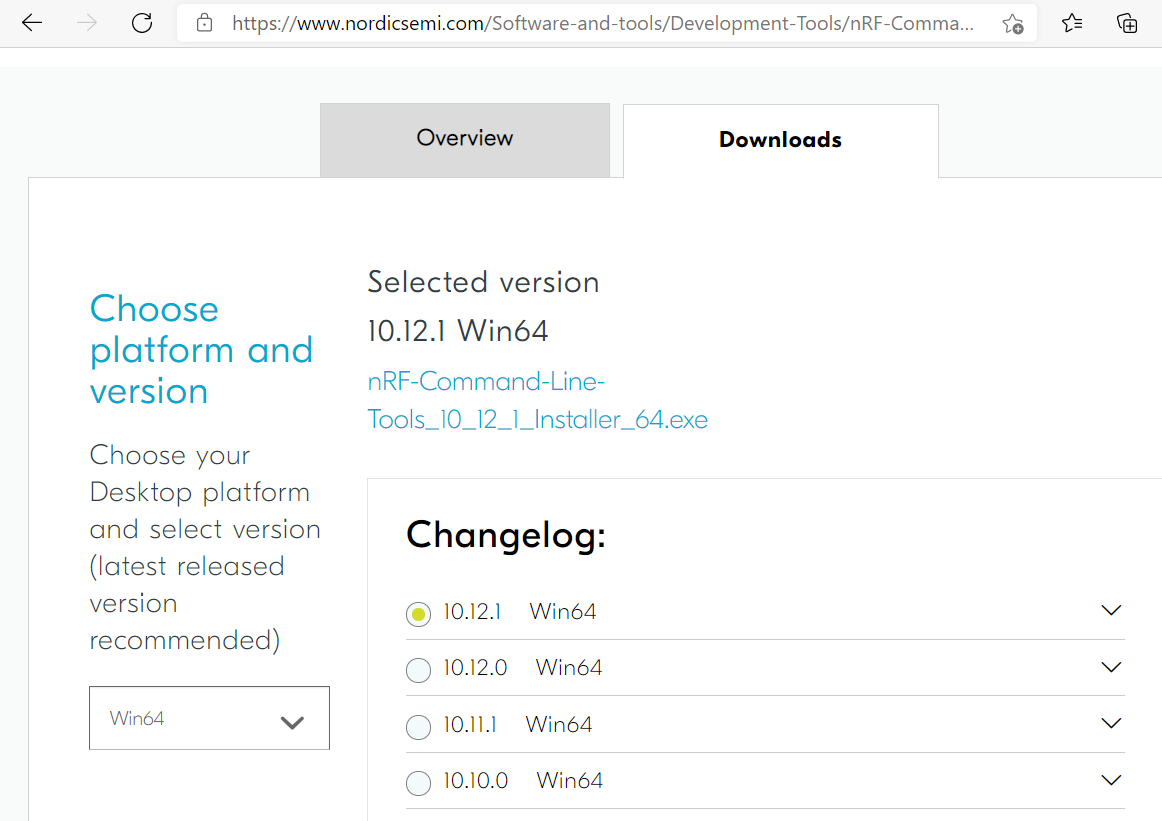 https://www.nordicsemi.com/Software-and-tools/Development-Tools/nRF-Comma...
Overview
Downloads
Choose
platform and
version
Choose your
Desktop platform
and select version
(latest released
version
recommended)
Win64
Selected version
10.12.1 Win64
nRF-Command-Line-
Tools_10_12_1_Installer_64.exe
Changelog:
10.12.1 Win64
10.12.0 Win64
10.11.1 Win64
10.10.0 Win64